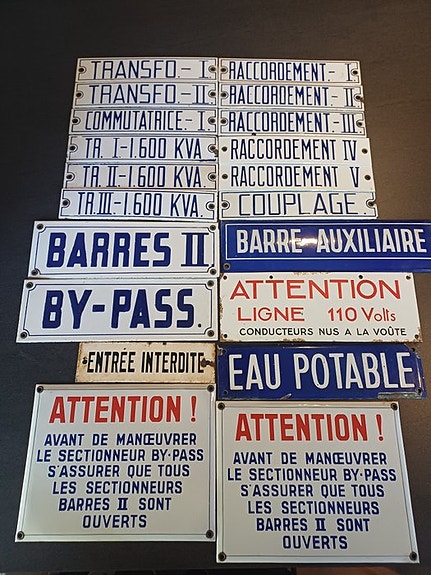 TRANSFO.- I
TRANSFO.- II
COMMUTATRICE.- I
TR. I-1.600 KVA.
TR. II-1.600 KVA.
TR. III-1.600 KVA.
RACCORDEMENT.- I.
RACCORDEMENT.- II
RACCORDEMENT.- III
RACCORDEMENT IV
RACCORDEMENT V
COUPLAGE.
BARRES II
BARRE AUXILIAIRE
BY-PASS.
ATTENTION
LIGNE 110 Volts
CONDUCTEURS NUS A LA VOÛTE
ENTRÉE INTERDITE
EAU POTABLE
ATTENTION !
AVANT DE MANŒUVRER
LE SECTIONNEUR BY-PASS
S'ASSURER QUE TOUS
LES SECTIONNEURS
BARRES II SONT
OUVERTS
ATTENTION !
AVANT DE MANŒUVRER
LE SECTIONNEUR BY-PASS
S'ASSURER QUE TOUS
LES SECTIONNEURS
BARRES II SONT
OUVERTS